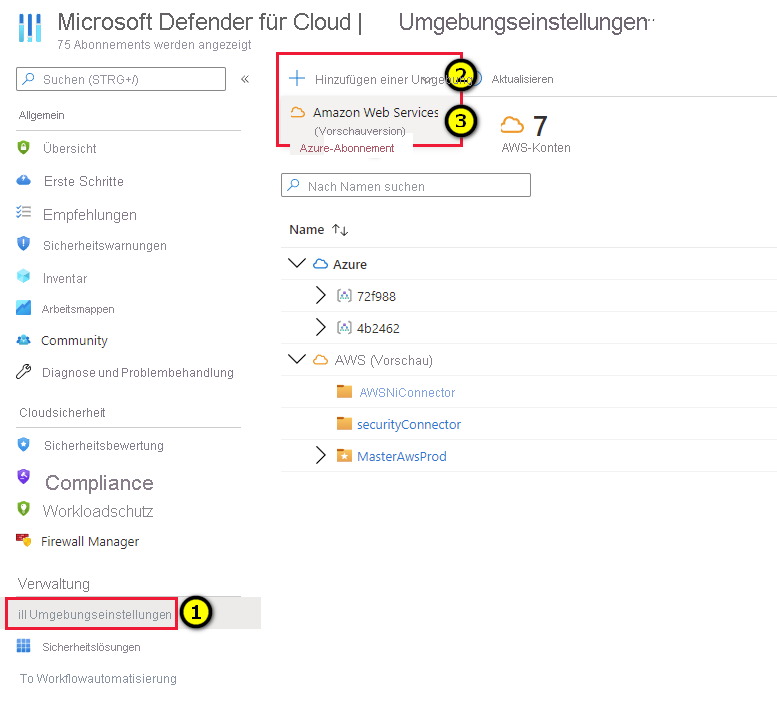 Microsoft Defender für Cloud | Umgebungseinstellungen··
75 Abonnements werden angezeigt
Suchen (STRG+/)
«
Allgemein
Übersicht
Erste Schritte
Empfehlungen
Sicherheitswarnungen
Inventar
Arbeitsmappen
Community
Diagnose und Problembehandlung
Cloudsicherheit
Sicherheitsbewertung
Compliance
Workloadschutz
Firewall Manager
Verwaltung
ill Umgebungseinstellungen
1
Sicherheitslösungen
To Workflowautomatisierung
Hinzufügen einer Umgebung
2
Aktualisieren
Amazon Web Services
3
(Vorschauversion)
Azure-Abonnement
7
AWS-Konten
Nach Namen suchen
Name ↑↓
Azure
72f988
4b2462
AWS (Vorschau)
AWSNiConnector
securityConnector
MasterAwsProd